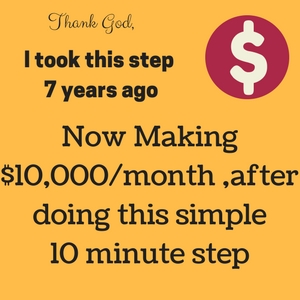 Thank God,
I took this step
7 years ago
$
Now Making
$10,000/month ,after
doing this simple
10 minute step